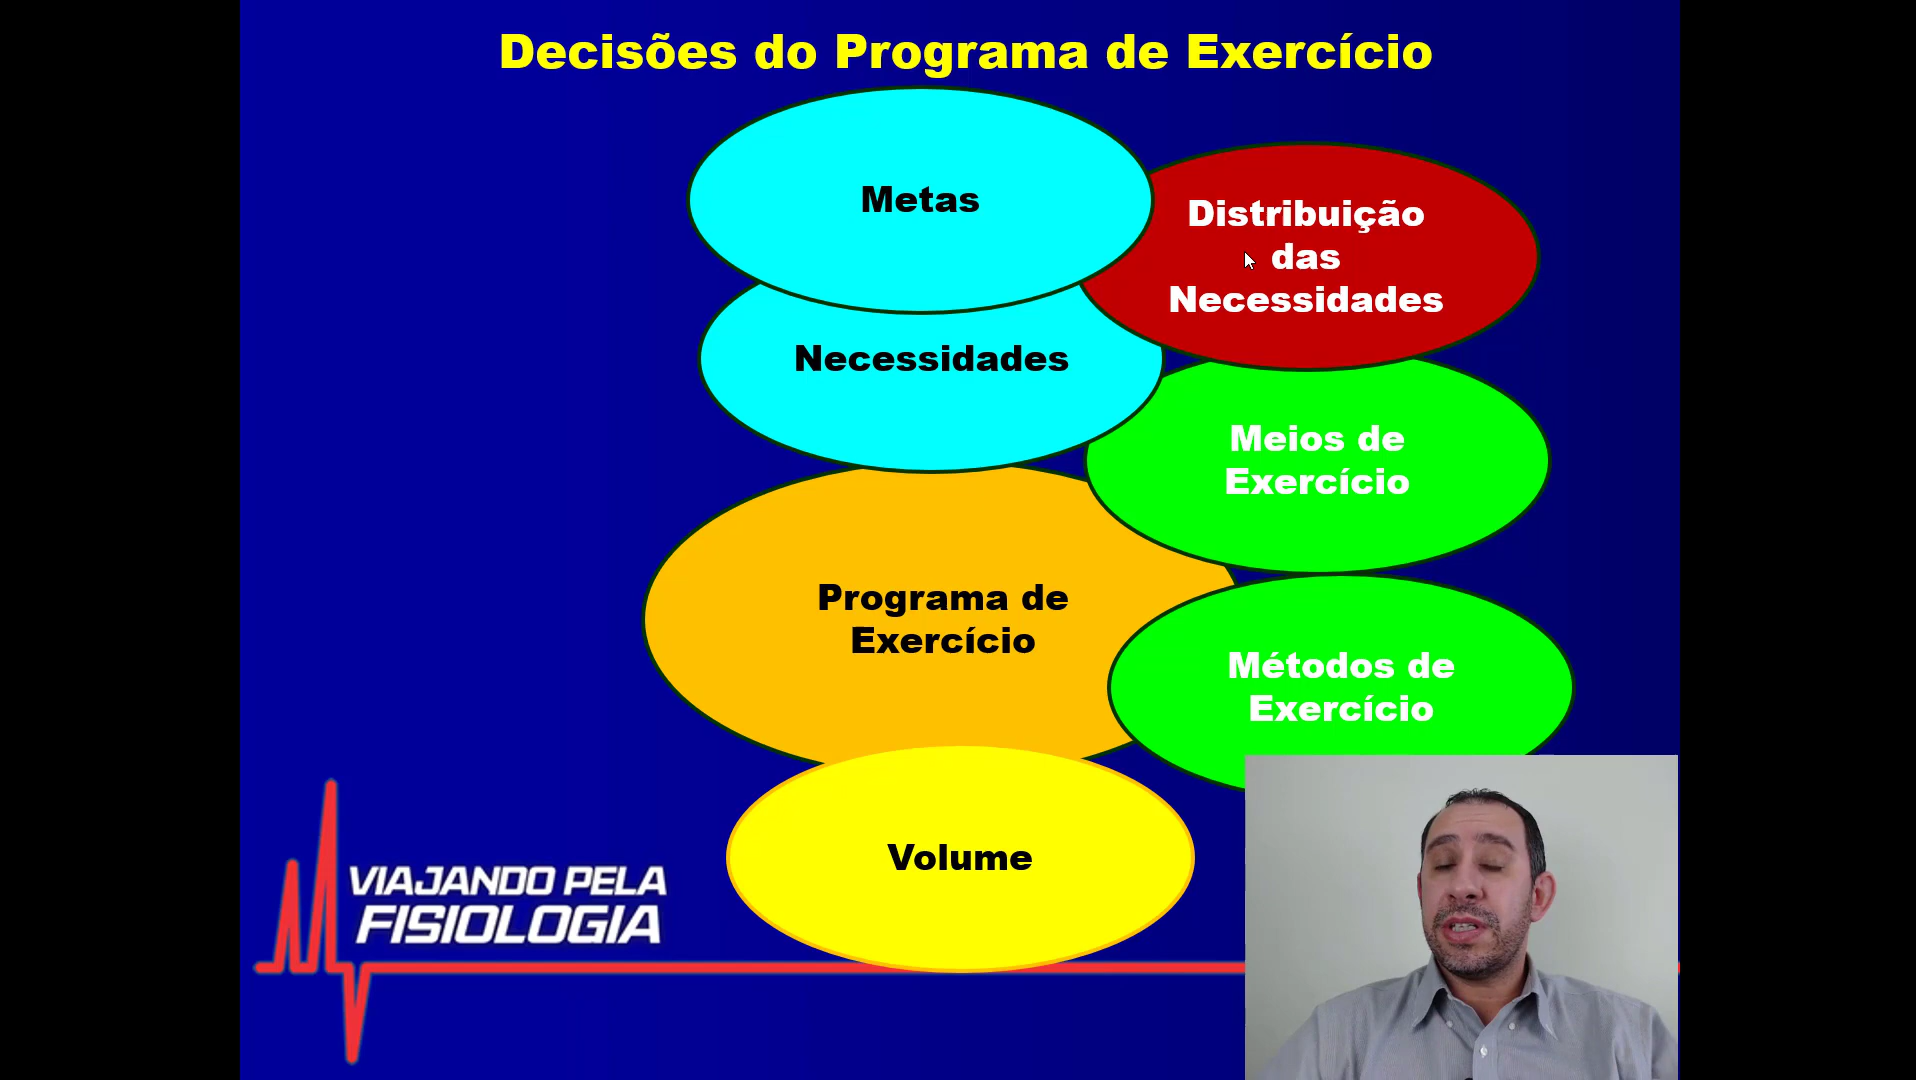 Decisões do Programa de Exercício
Metas
Distribuição
das
Necessidades
Necessidades
Meios de
Exercício
Programa de
Exercício
Métodos de
Exercício
Volume
VIAJANDO PELA
FISIOLOGIA